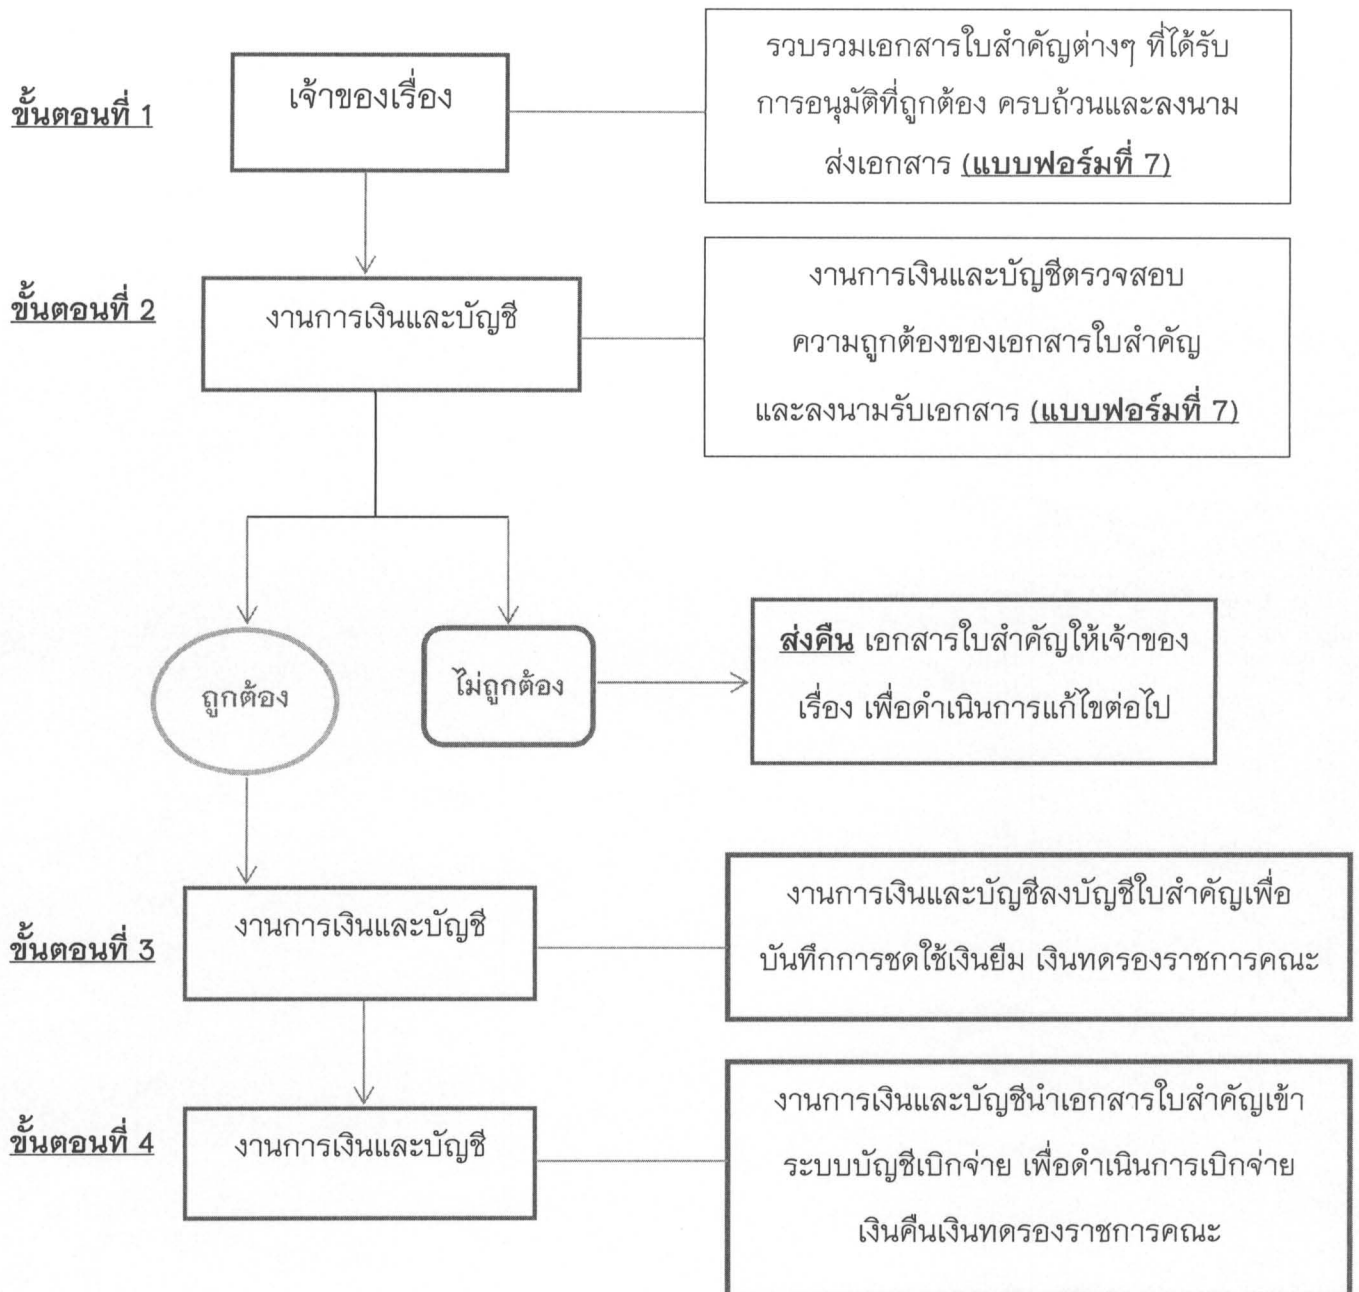 ขั้นตอนที่ 1
เจ้าของเรื่อง
รวบรวมเอกสารใบสำคัญต่างๆ ที่ได้รับ
การอนุมัติที่ถูกต้อง ครบถ้วนและลงนาม
ส่งเอกสาร (แบบฟอร์มที่ 7)
ขั้นตอนที่ 2
งานการเงินและบัญชี
งานการเงินและบัญชีตรวจสอบ
ความถูกต้องของเอกสารใบสำคัญ
และลงนามรับเอกสาร (แบบฟอร์มที่ 7)
ถูกต้อง
ไม่ถูกต้อง
ส่งคืน เอกสารใบสำคัญให้เจ้าของ
เรื่อง เพื่อดำเนินการแก้ไขต่อไป
ขั้นตอนที่ 3
งานการเงินและบัญชี
งานการเงินและบัญชีลงบัญชีใบสำคัญเพื่อ
บันทึกการชดใช้เงินยืม เงินทดรองราชการคณะ
ขั้นตอนที่ 4
งานการเงินและบัญชี
งานการเงินและบัญชีนำเอกสารใบสำคัญเข้า
ระบบบัญชีเบิกจ่าย เพื่อดำเนินการเบิกจ่าย
เงินคืนเงินทดรองราชการคณะ